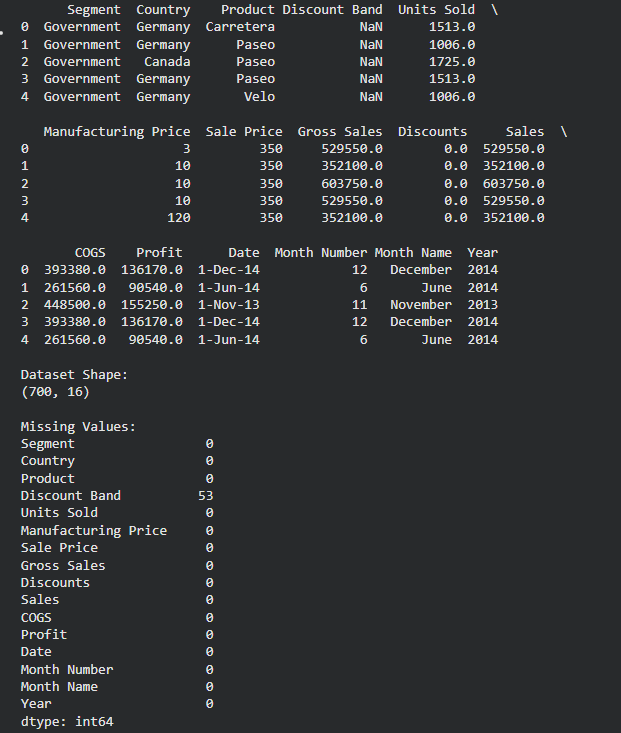 Segment Country Product Discount Band Units Sold \
0 Government Germany Carretera NaN 1513.0
1 Government Germany Paseo NaN 1006.0
2 Government Canada Paseo NaN 1725.0
3 Government Germany Paseo NaN 1513.0
4 Government Germany Velo NaN 1006.0
Manufacturing Price Sale Price Gross Sales Discounts Sales \
0 3 350 529550.0 0.0 529550.0
1 10 350 352100.0 0.0 352100.0
2 10 350 603750.0 0.0 603750.0
3 10 350 529550.0 0.0 529550.0
4 120 350 352100.0 0.0 352100.0
COGS Profit Date Month Number Month Name Year
0 393380.0 136170.0 1-Dec-14 12 December 2014
1 261560.0 90540.0 1-Jun-14 6 June 2014
2 448500.0 155250.0 1-Nov-13 11 November 2013
3 393380.0 136170.0 1-Dec-14 12 December 2014
4 261560.0 90540.0 1-Jun-14 6 June 2014
Dataset Shape:
(700, 16)
Missing Values:
Segment 0
Country 0
Product 0
Discount Band 53
Units Sold 0
Manufacturing Price 0
Sale Price 0
Gross Sales 0
Discounts 0
Sales 0
COGS 0
Profit 0
Date 0
Month Number 0
Month Name 0
Year 0
dtype: int64